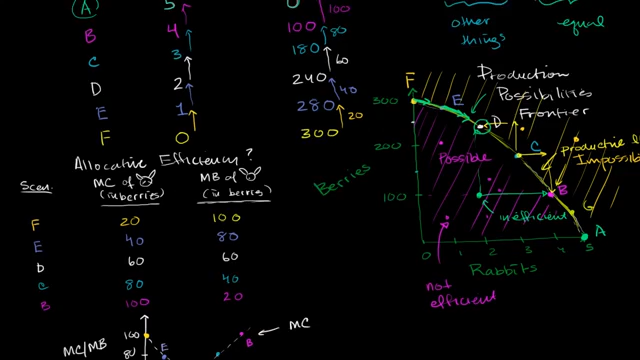 A 5 0 100
B 4 100 80
C 3 180 60
D 2 240 40
E 1 280 20
F 0 300
other things
equal
Allocative Efficiency?
Scen. MC of (in berries) MB of (in berries)
F 20 100
E 40 80
D 60 60
C 80 40
B 100 20
MC/MB
100
80
E
B
MC
Production
Possibilities
Frontier
F
E
D
C
B
G
A
300
200
100
Berries
Possible
Impossib
inefficient
0 1 2 3 4 5
Rabbits
not
efficient